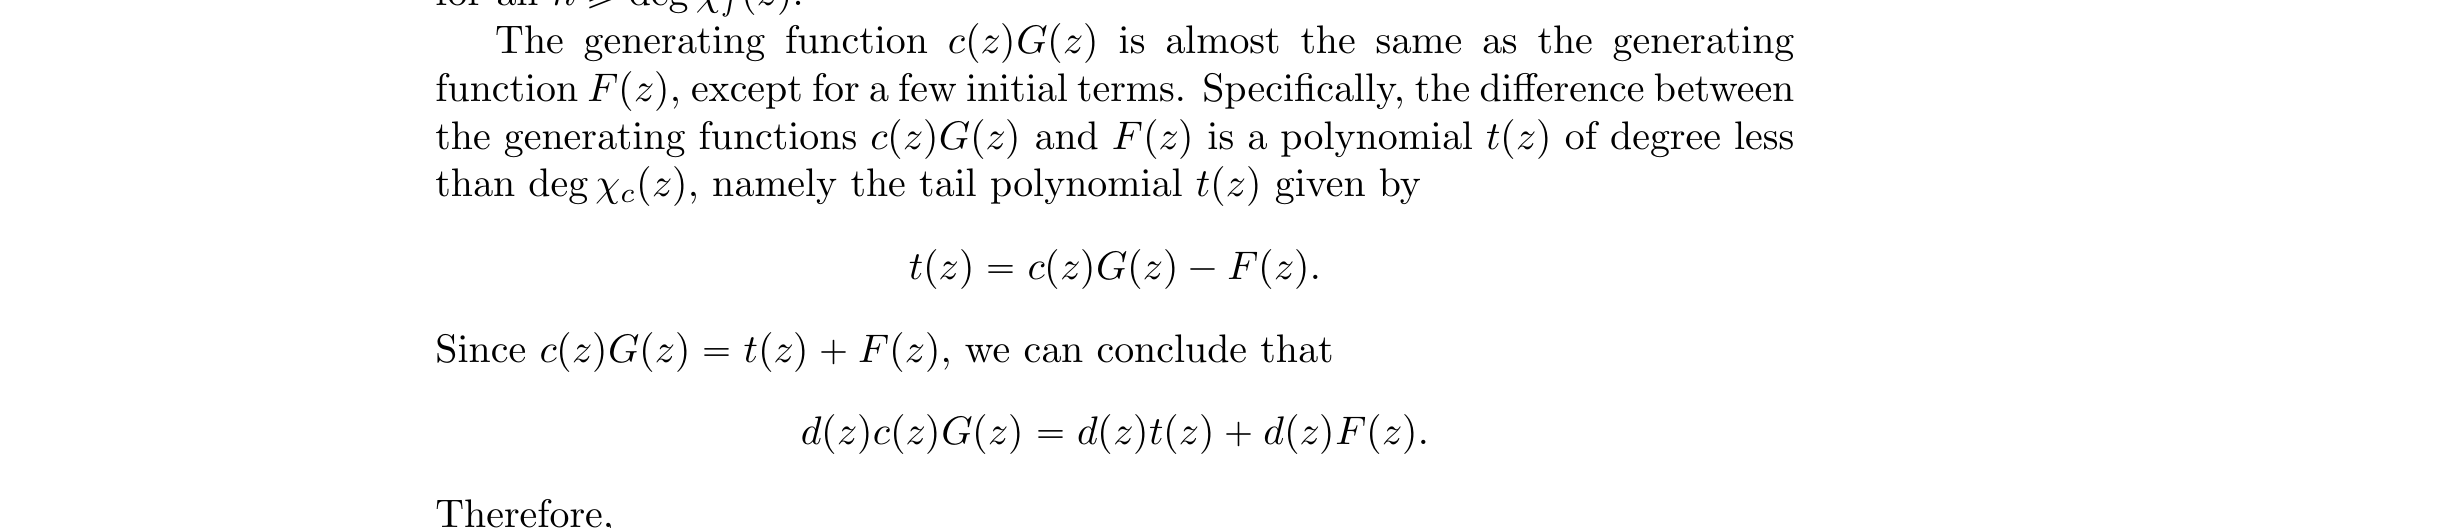 The generating function c(z)G(z) is almost the same as the generating
function F(z), except for a few initial terms. Specifically, the difference between
the generating functions c(z)G(z) and F(z) is a polynomial t(z) of degree less
than deg χ_c(z), namely the tail polynomial t(z) given by
t(z) = c(z)G(z) − F(z).
Since c(z)G(z) = t(z) + F(z), we can conclude that
d(z)c(z)G(z) = d(z)t(z) + d(z)F(z).
Therefore,